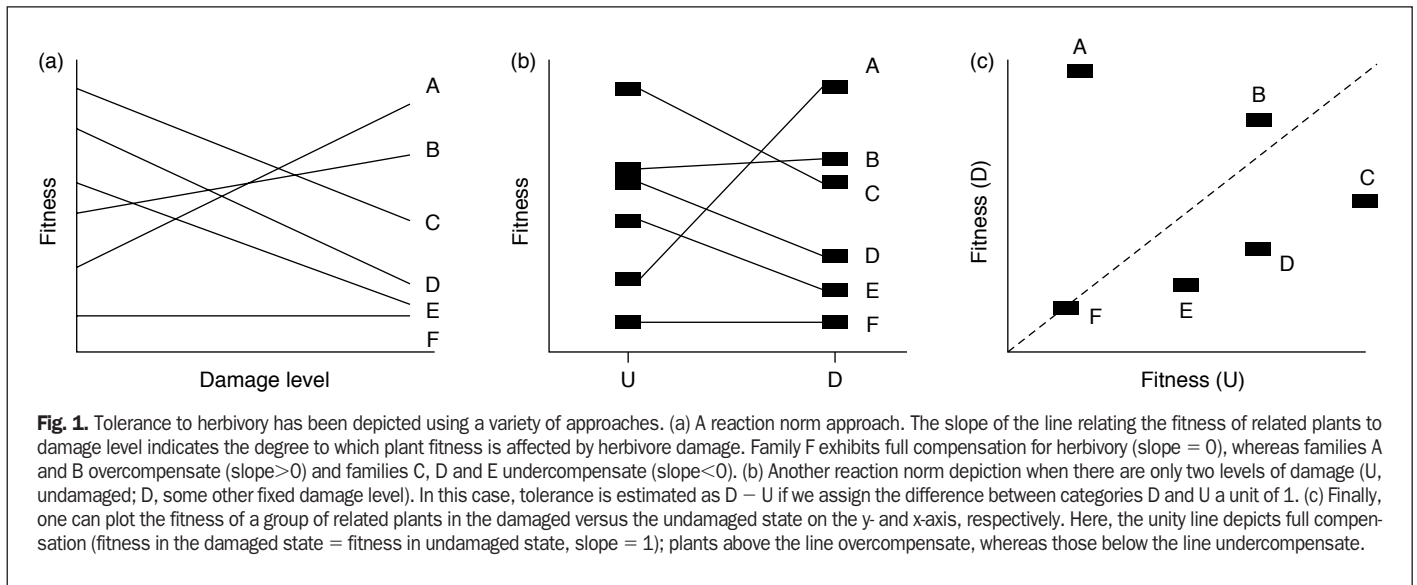 (a)
Fitness
A
B
C
D
E
F
Damage level
(b)
Fitness
A
B
C
D
E
F
U
D
(c)
Fitness (D)
A
B
C
D
E
F
Fitness (U)
Fig. 1. Tolerance to herbivory has been depicted using a variety of approaches. (a) A reaction norm approach. The slope of the line relating the fitness of related plants to
damage level indicates the degree to which plant fitness is affected by herbivore damage. Family F exhibits full compensation for herbivory (slope = 0), whereas families A
and B overcompensate (slope>0) and families C, D and E undercompensate (slope<0). (b) Another reaction norm depiction when there are only two levels of damage (U,
undamaged; D, some other fixed damage level). In this case, tolerance is estimated as D − U if we assign the difference between categories D and U a unit of 1. (c) Finally,
one can plot the fitness of a group of related plants in the damaged versus the undamaged state on the y- and x-axis, respectively. Here, the unity line depicts full compen-
sation (fitness in the damaged state = fitness in undamaged state, slope = 1); plants above the line overcompensate, whereas those below the line undercompensate.